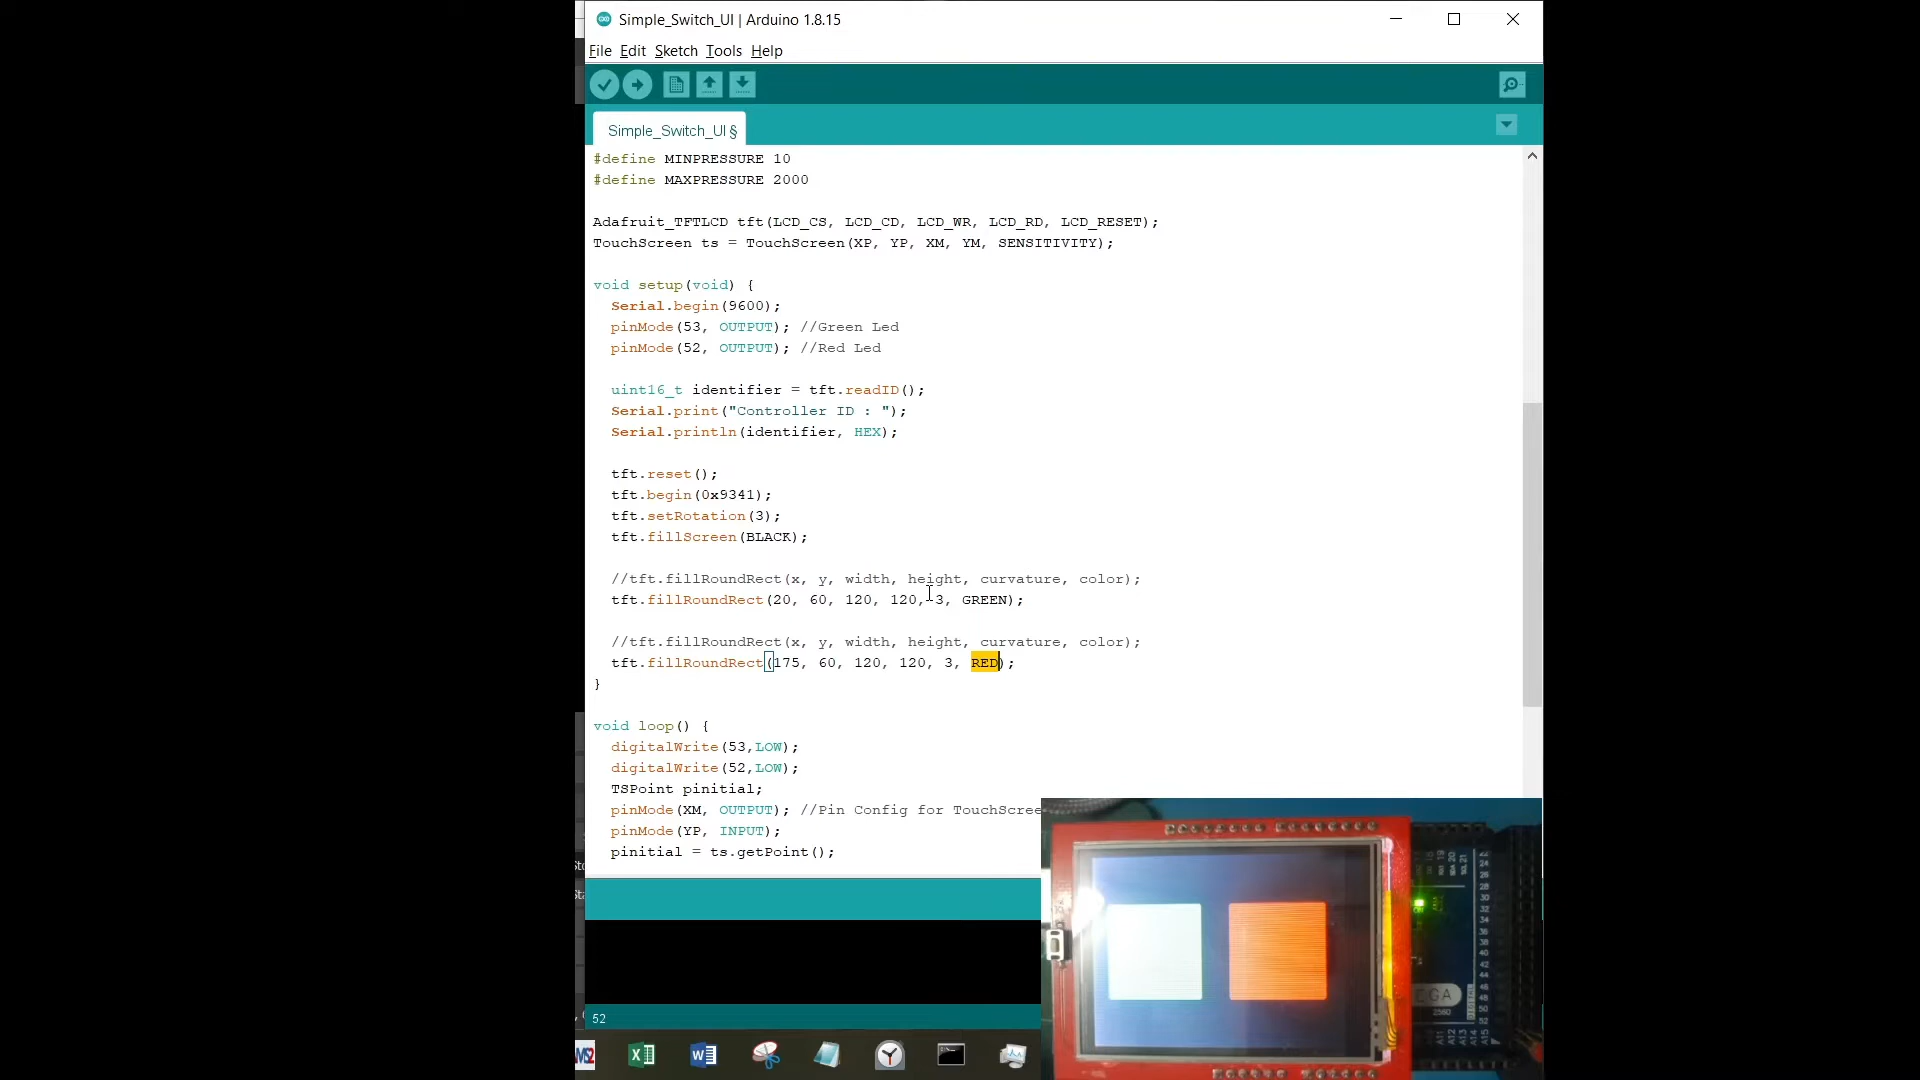 Simple_Switch_UI | Arduino 1.8.15
File Edit Sketch Tools Help
Simple_Switch_UI §
#define MINPRESSURE 10
#define MAXPRESSURE 2000
Adafruit_TFTLCD tft(LCD_CS, LCD_CD, LCD_WR, LCD_RD, LCD_RESET);
TouchScreen ts = TouchScreen(XP, YP, XM, YM, SENSITIVITY);
void setup(void) {
Serial.begin(9600);
pinMode(53, OUTPUT); //Green Led
pinMode(52, OUTPUT); //Red Led
uint16_t identifier = tft.readID();
Serial.print("Controller ID : ");
Serial.println(identifier, HEX);
tft.reset();
tft.begin(0x9341);
tft.setRotation(3);
tft.fillScreen(BLACK);
//tft.fillRoundRect(x, y, width, height, curvature, color);
tft.fillRoundRect(20, 60, 120, 120, 3, GREEN);
//tft.fillRoundRect(x, y, width, height, curvature, color);
tft.fillRoundRect(175, 60, 120, 120, 3, RED);
}
void loop() {
digitalWrite(53,LOW);
digitalWrite(52,LOW);
TSPoint pinitial;
pinMode(XM, OUTPUT); //Pin Config for TouchScree
pinMode(YP, INPUT);
pinitial = ts.getPoint();
52